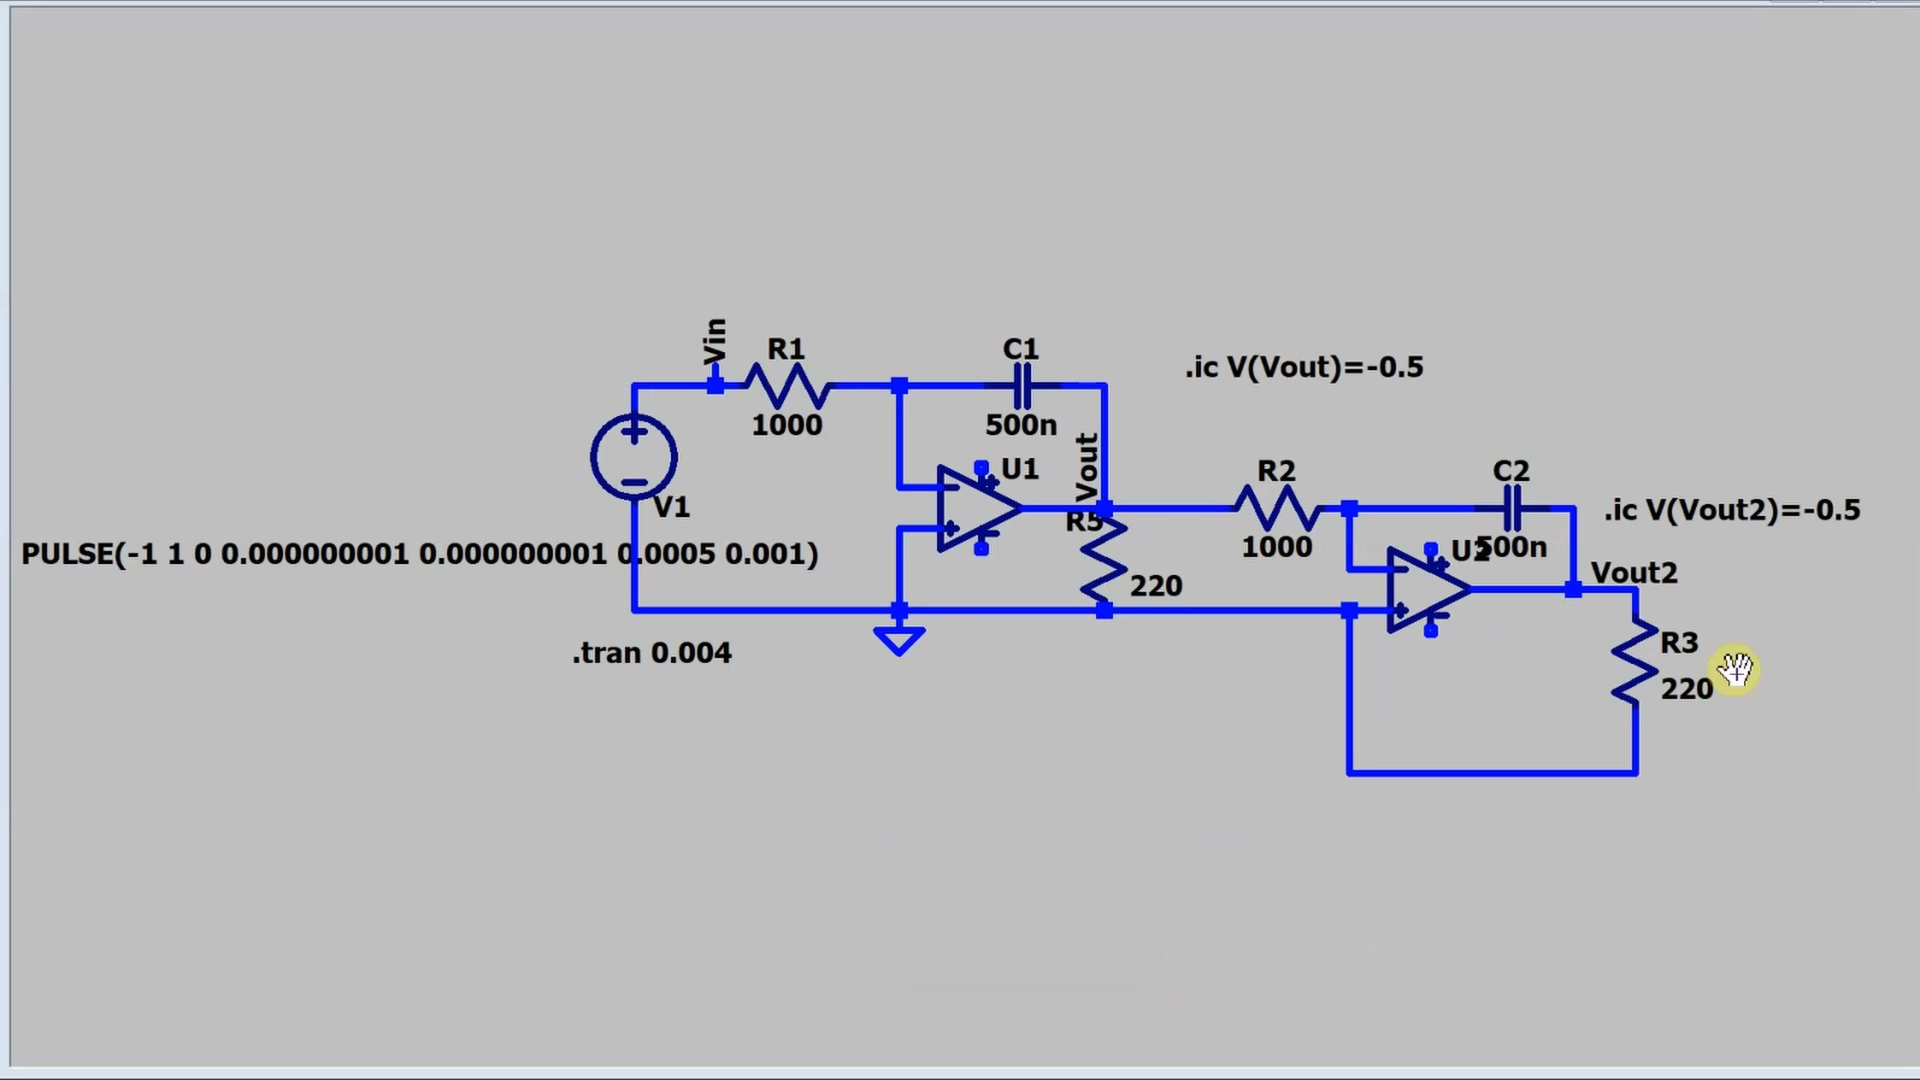 Vin
R1
C1
.ic V(Vout)=-0.5
1000
500n
Vout
U1
R2
C2
V1
R5
.ic V(Vout2)=-0.5
PULSE(-1 1 0 0.000000001 0.000000001 0.0005 0.001)
1000
U2
500n
Vout2
220
.tran 0.004
R3
220